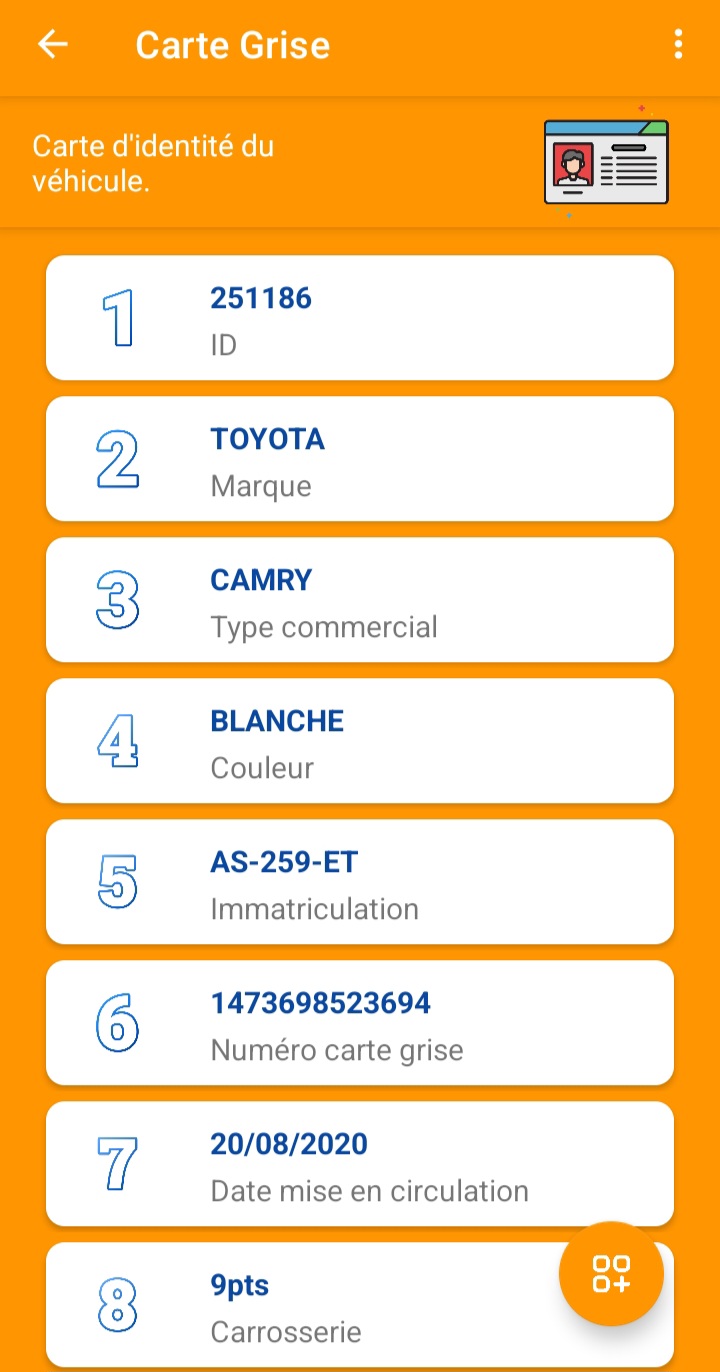 Carte Grise
Carte d'identité du
véhicule.
1
251186
ID
2
TOYOTA
Marque
3
CAMRY
Type commercial
4
BLANCHE
Couleur
5
AS-259-ET
Immatriculation
6
1473698523694
Numéro carte grise
7
20/08/2020
Date mise en circulation
8
9pts
Carrosserie